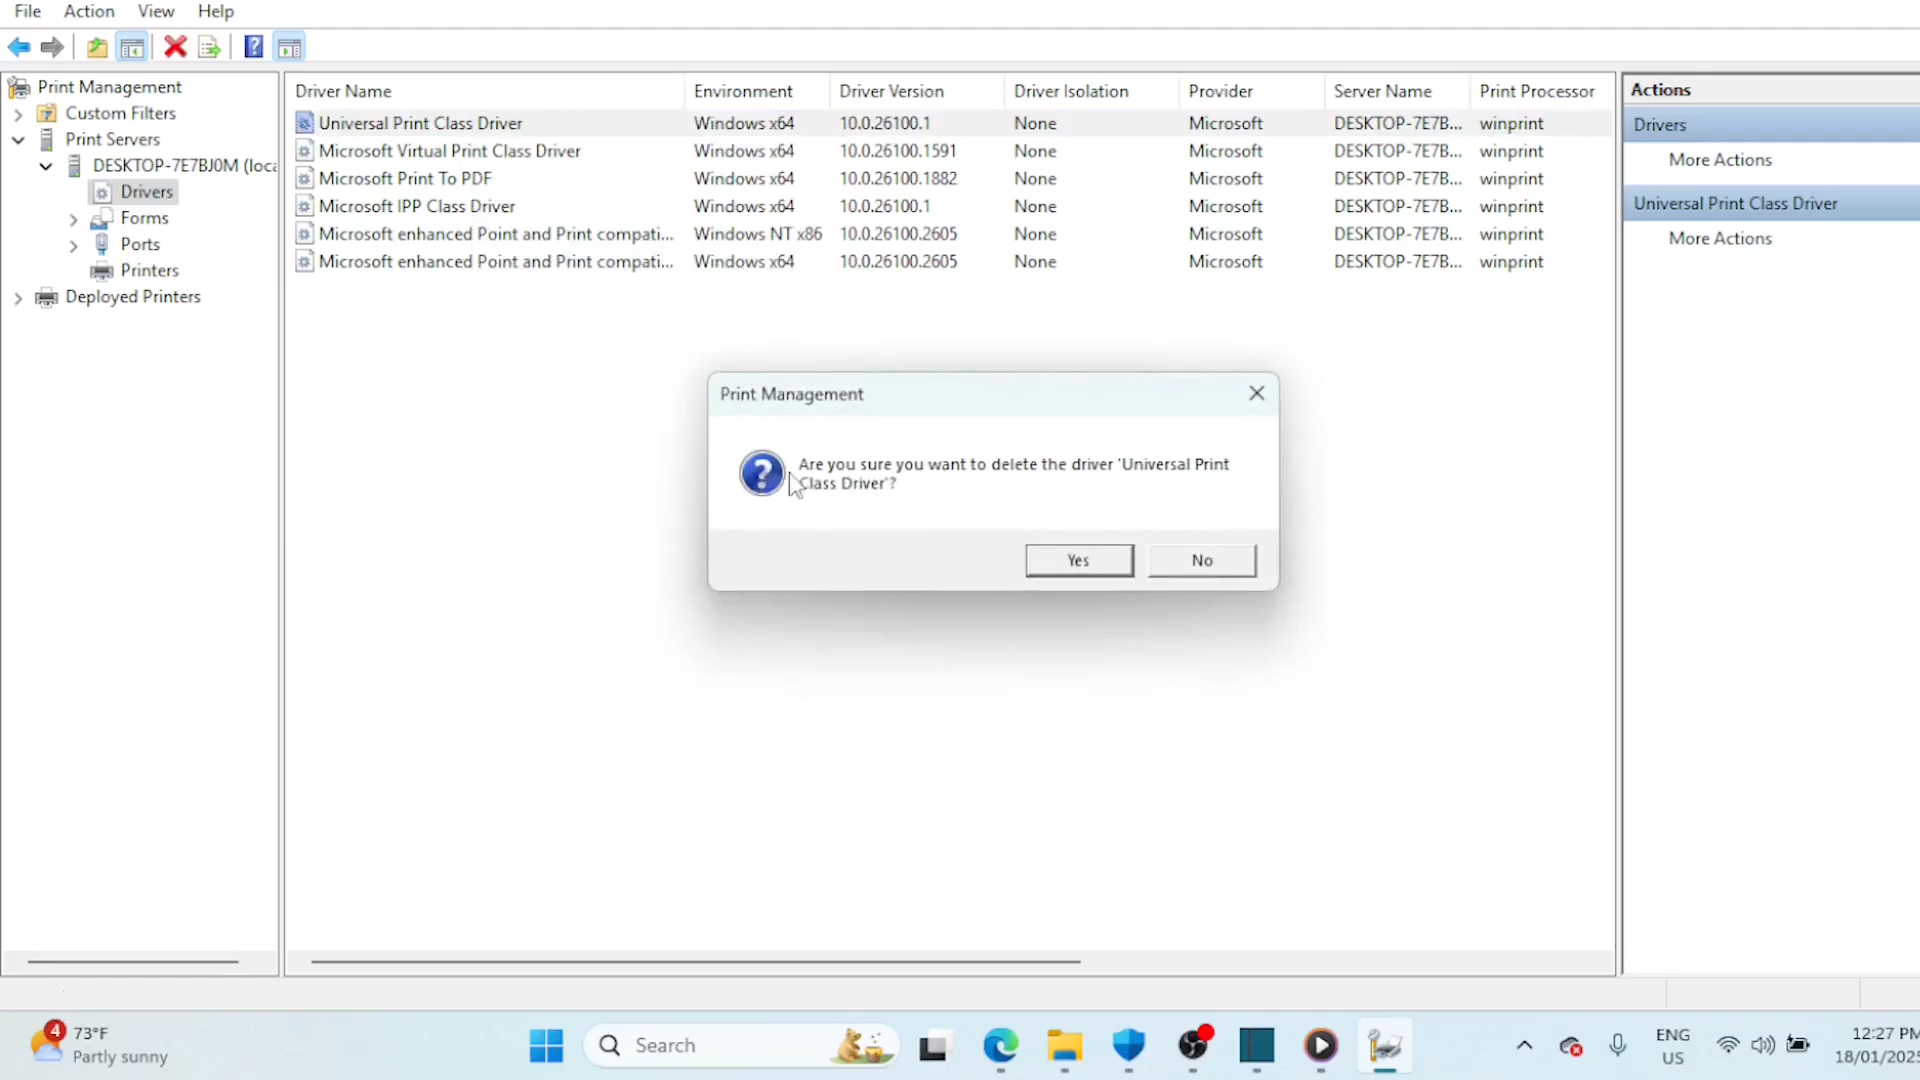 File Action View Help
Print Management
Custom Filters
Print Servers
DESKTOP-7E7BJ0M (loca
Drivers
Forms
Ports
Printers
Deployed Printers
Driver Name Environment Driver Version Driver Isolation Provider Server Name Print Processor
Universal Print Class Driver Windows x64 10.0.26100.1 None Microsoft DESKTOP-7E7B... winprint
Microsoft Virtual Print Class Driver Windows x64 10.0.26100.1591 None Microsoft DESKTOP-7E7B... winprint
Microsoft Print To PDF Windows x64 10.0.26100.1882 None Microsoft DESKTOP-7E7B... winprint
Microsoft IPP Class Driver Windows x64 10.0.26100.1 None Microsoft DESKTOP-7E7B... winprint
Microsoft enhanced Point and Print compati... Windows NT x86 10.0.26100.2605 None Microsoft DESKTOP-7E7B... winprint
Microsoft enhanced Point and Print compati... Windows x64 10.0.26100.2605 None Microsoft DESKTOP-7E7B... winprint
Actions
Drivers
More Actions
Universal Print Class Driver
More Actions
Print Management
Are you sure you want to delete the driver 'Universal Print
Class Driver'?
Yes No
4
73°F
Partly sunny
Search
ENG
US
12:27 PM
18/01/2025